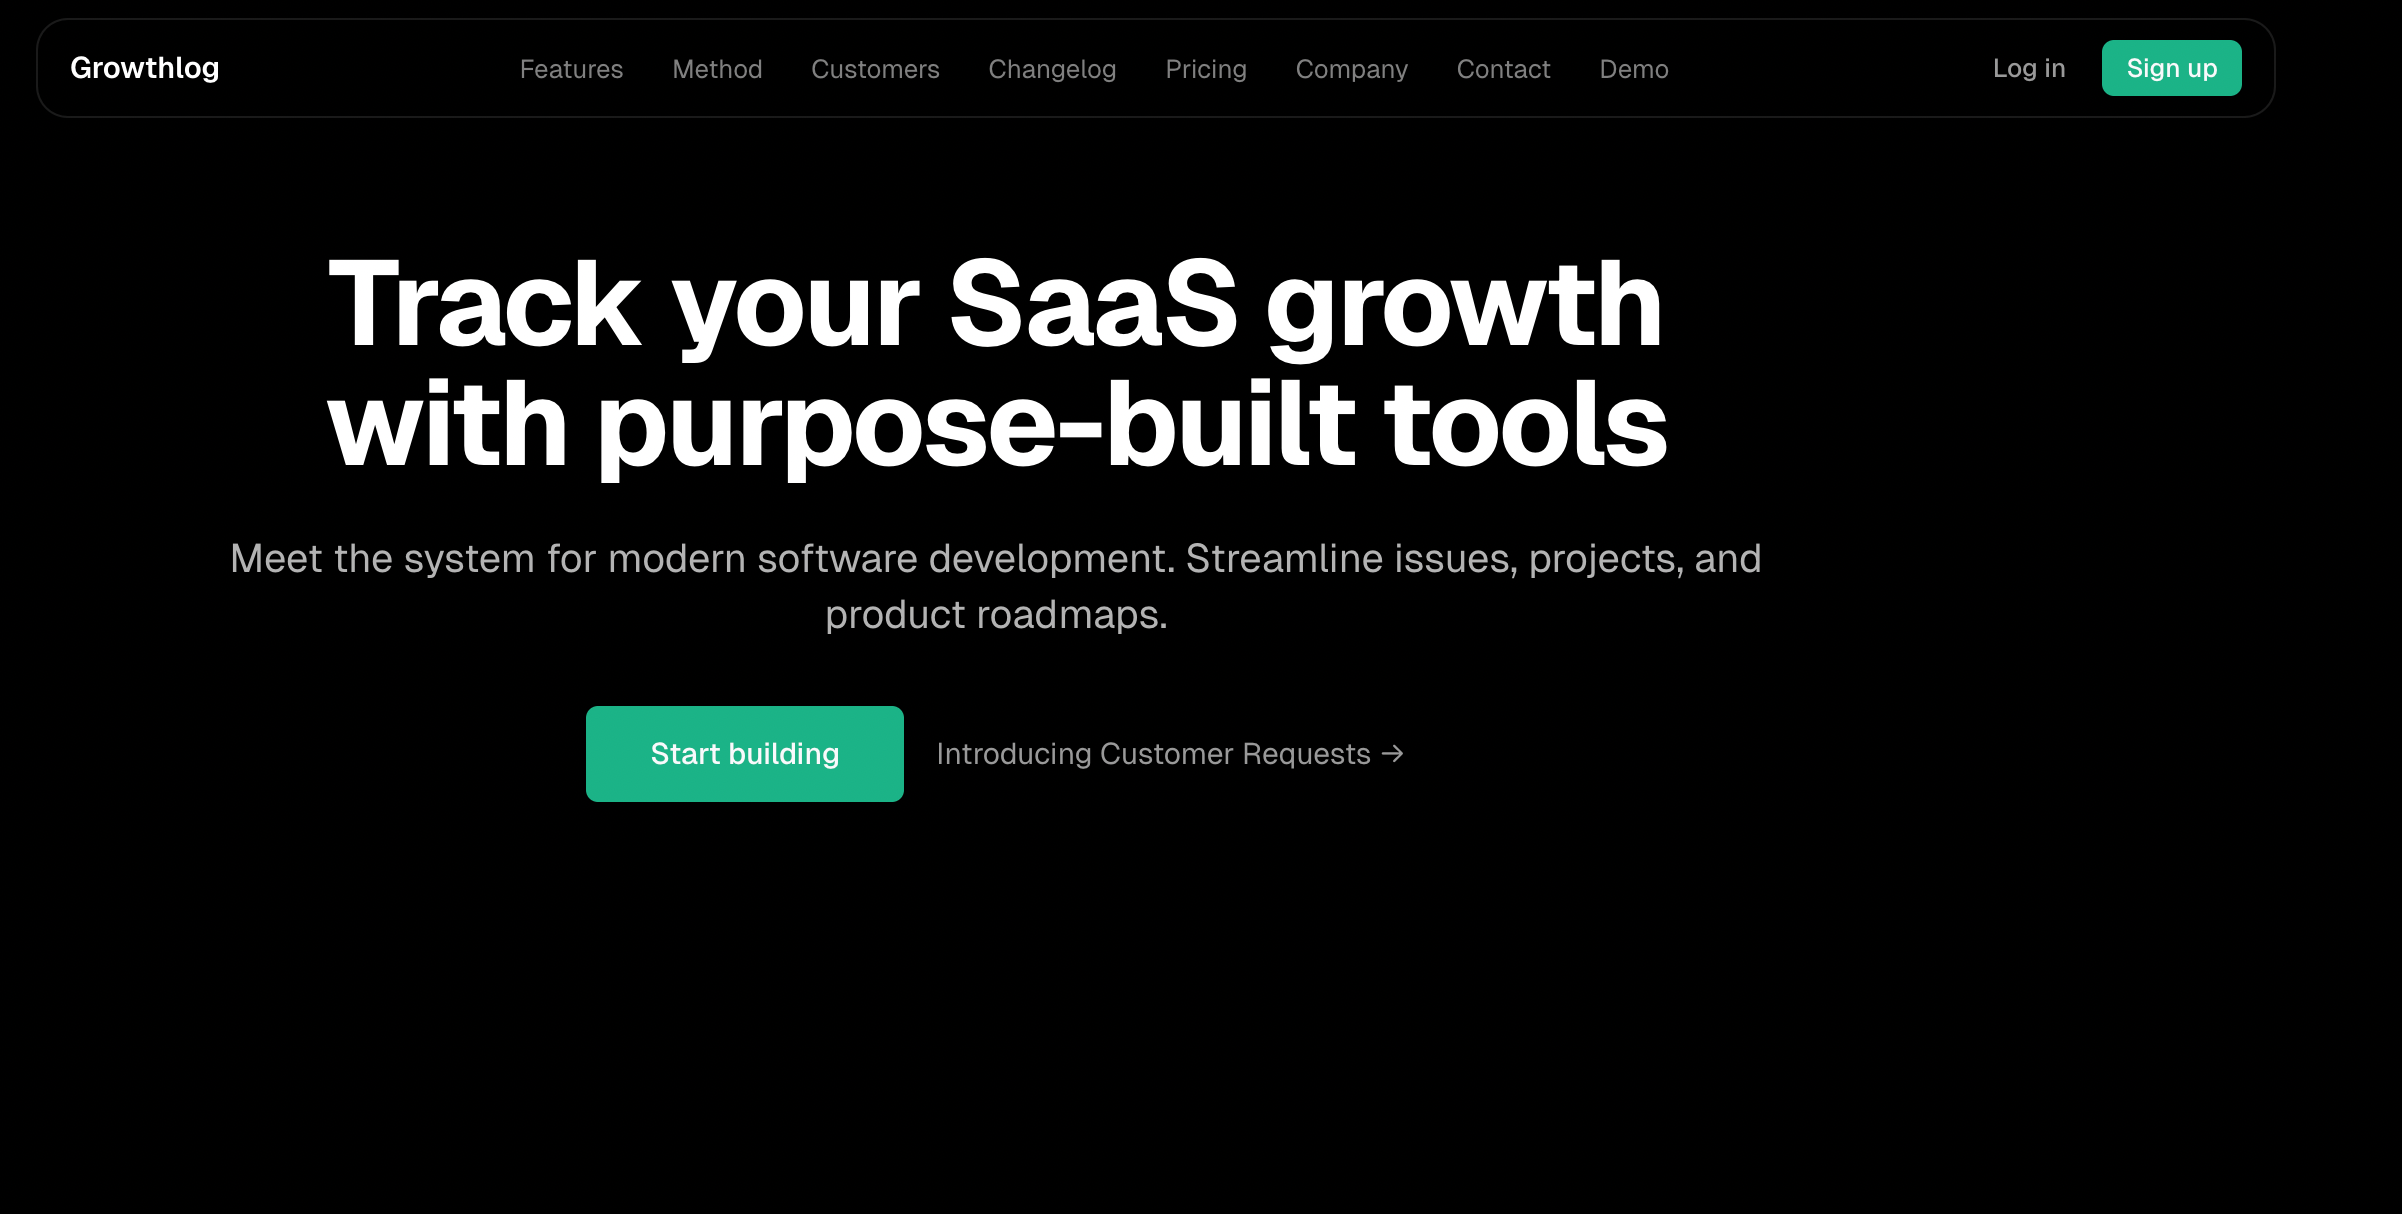 Growthlog
Features Method Customers Changelog Pricing Company Contact Demo
Log in
Sign up
Track your SaaS growth
with purpose-built tools
Meet the system for modern software development. Streamline issues, projects, and
product roadmaps.
Start building
Introducing Customer Requests →